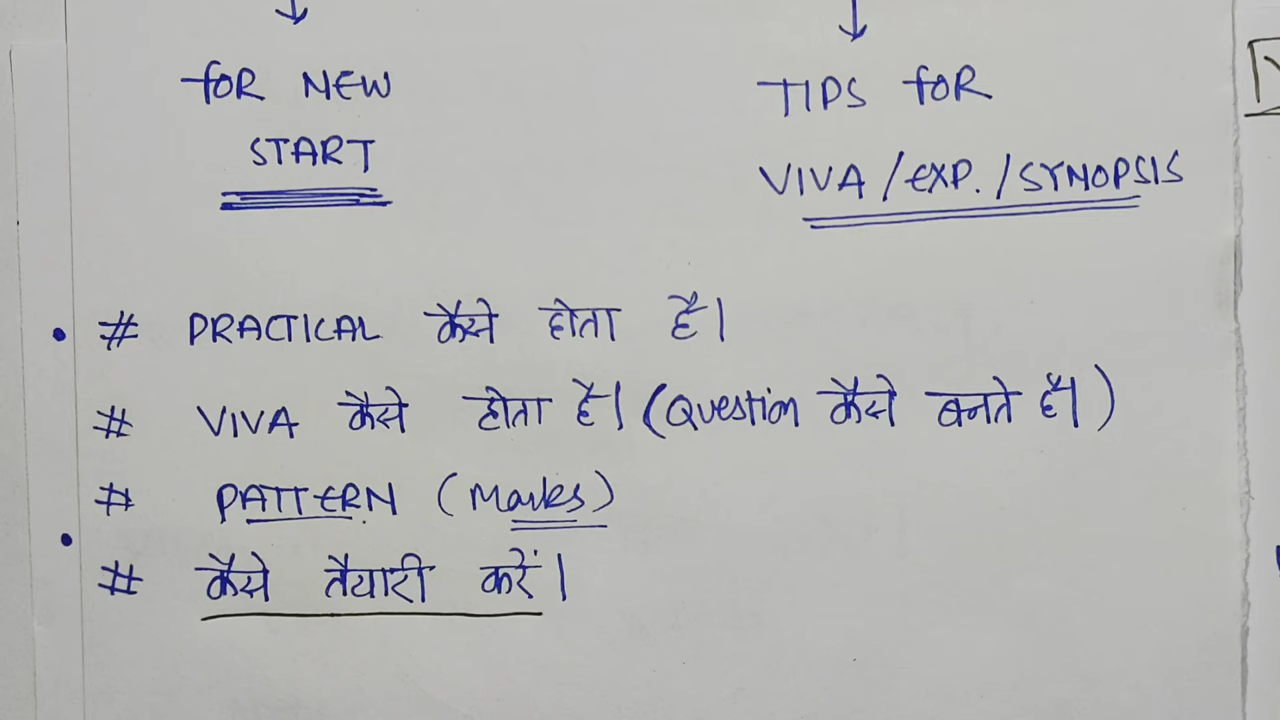 FOR NEW
START
TIPS FOR
VIVA / EXP. / SYNOPSIS
# PRACTICAL कैसे होता है।
# VIVA कैसे होता है। (Question कैसे बनते हैं।)
# PATTERN (Marks)
# कैसे तैयारी करें।